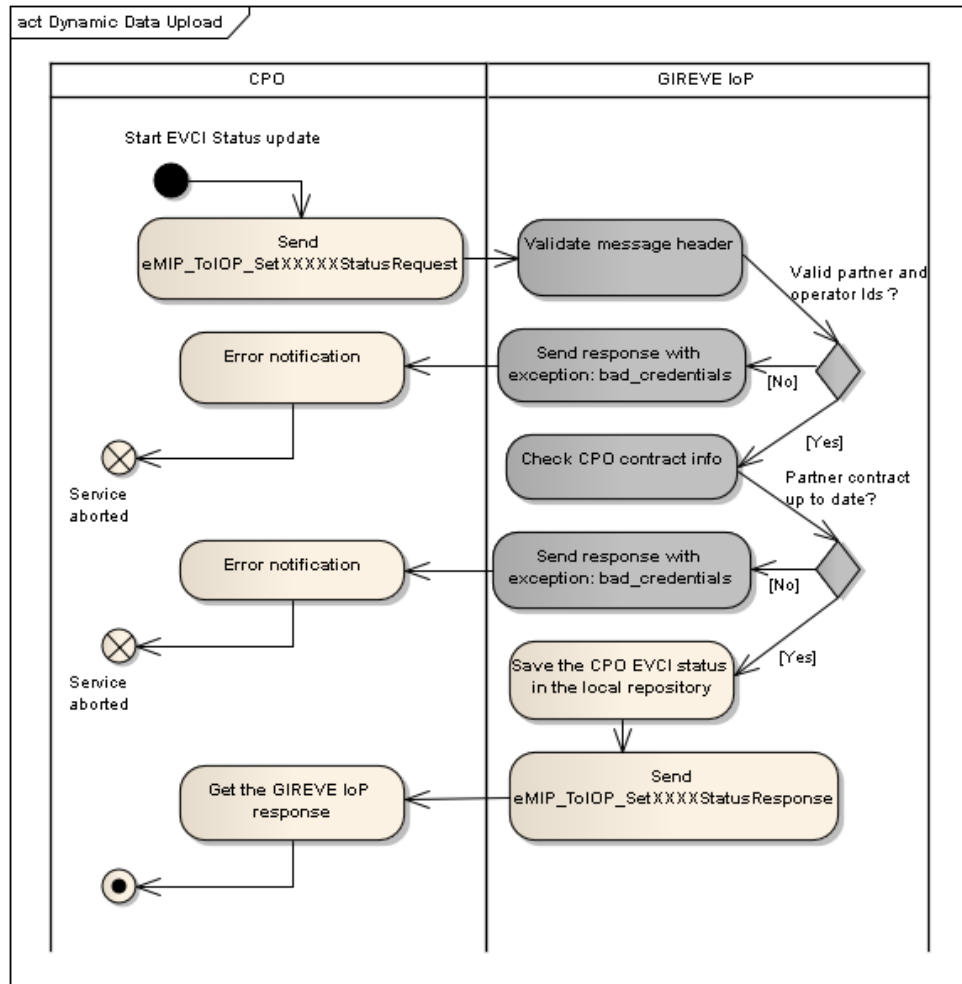 act Dynamic Data Upload
CPO
GIREVE IoP
Start EVCI Status update
Send
eMIP_ToIOP_SetXXXXXStatusRequest
Validate message header
Valid partner and
operator Ids ?
Error notification
Send response with
exception: bad_credentials
[No]
[Yes]
Check CPO contract info
Service
aborted
Partner contract
up to date?
Error notification
Send response with
exception: bad_credentials
[No]
[Yes]
Service
aborted
Save the CPO EVCI status
in the local repository
Get the GIREVE IoP
response
Send
eMIP_ToIOP_SetXXXXStatusResponse